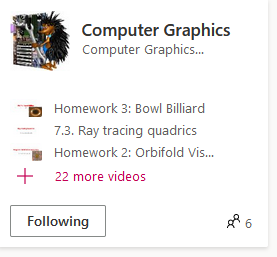 Computer Graphics
Computer Graphics...
Homework 3: Bowl Billiard
7.3. Ray tracing quadrics
Homework 2: Orbifold Vis...
22 more videos
Following
6